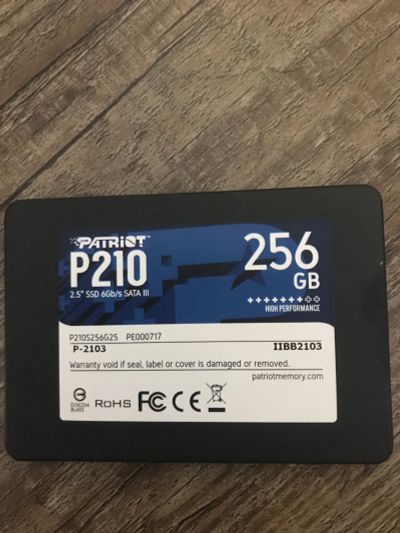 PATRIOT
P210
2.5" SSD 6Gb/s SATA III
256
GB
HIGH PERFORMANCE
P210S256G25 PE000717
P-2103 IIBB2103
Warranty void if seal, label or cover is damaged or removed.
patriotmemory.com
RoHS FC CE
RoHS